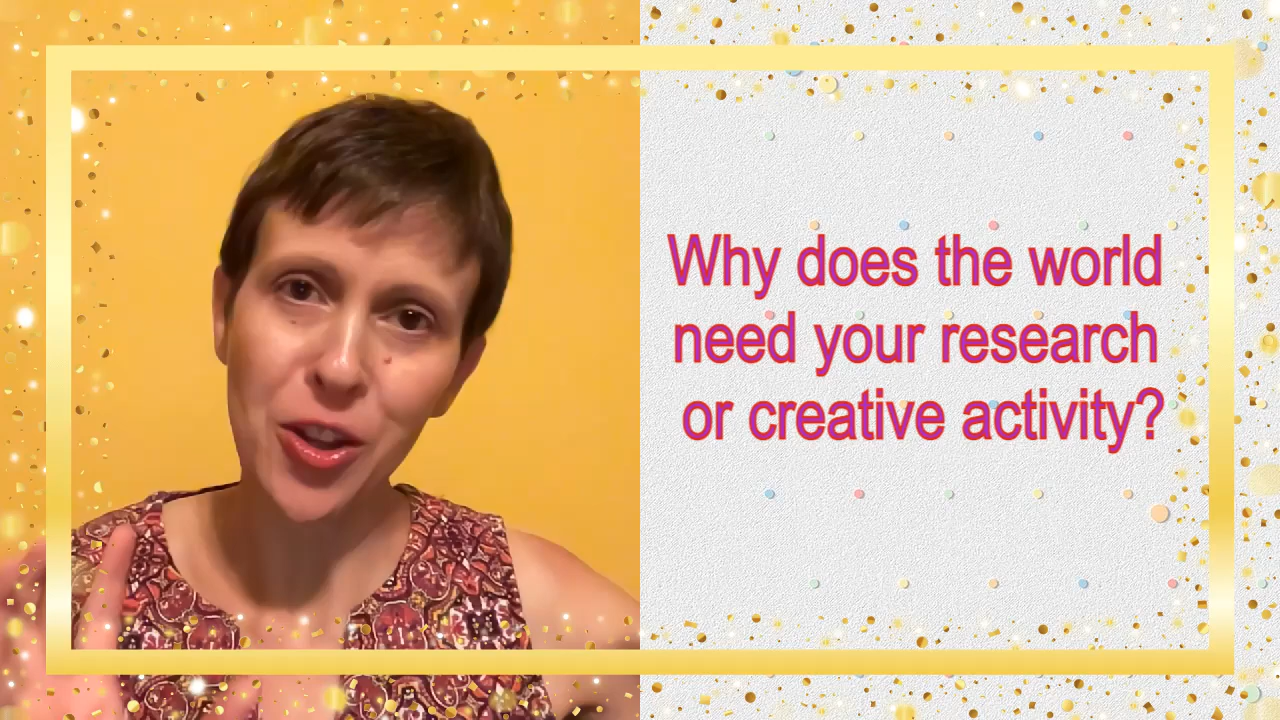 Why does the world
need your research
or creative activity?